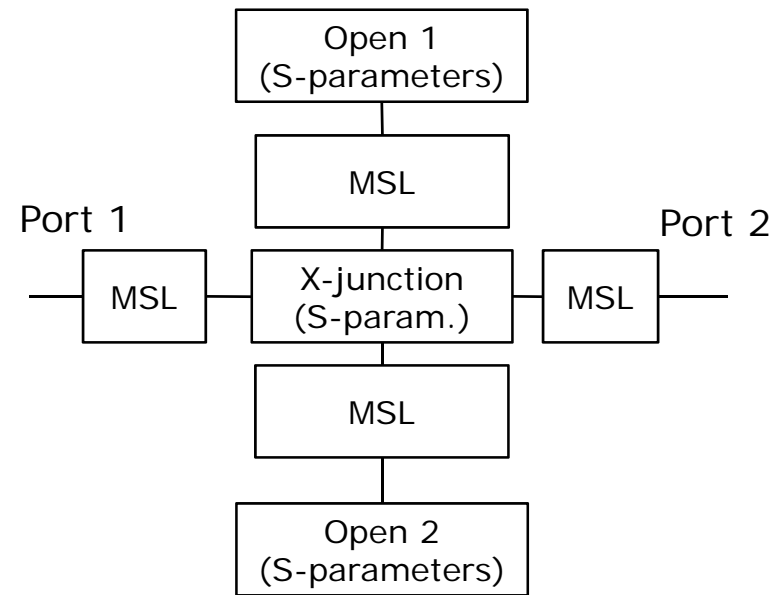 Open 1
(S-parameters)
MSL
Port 1
Port 2
MSL
X-junction
(S-param.)
MSL
MSL
Open 2
(S-parameters)